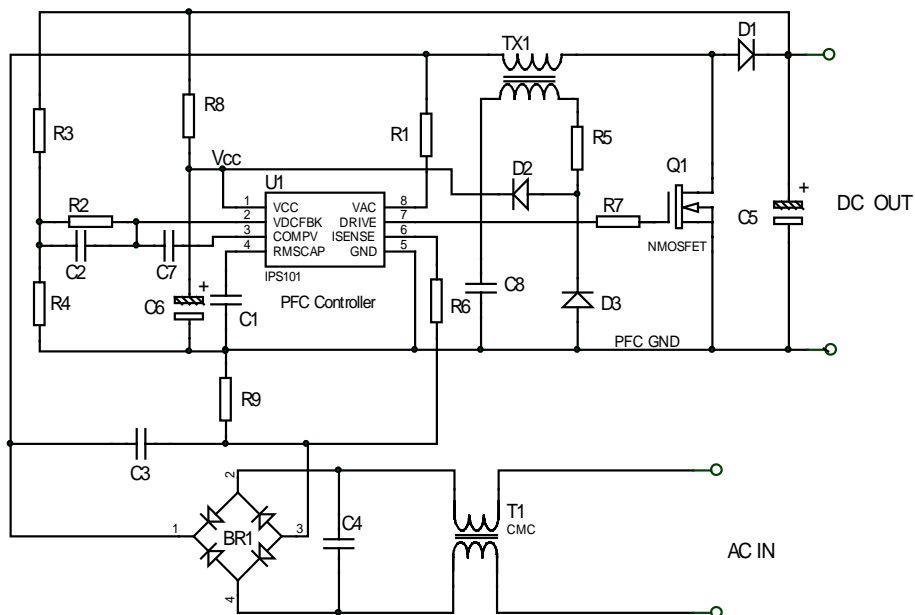 TX1
D1
R8
R3
R1
R5
Q1
Vcc
D2
U1
+
R2
1 VCC VAC 8
2 VDCFBK DRIVE 7
3 COMPV ISENSE 6
4 RMSCAP GND 5
R7
C5
DC OUT
NMOSFET
C2
C7
IPS101
+
C8
R4
C6
C1
PFC Controller
R6
D3
PFC GND
R9
C3
2
T1
CMC
1
BR1
3
C4
AC IN
4